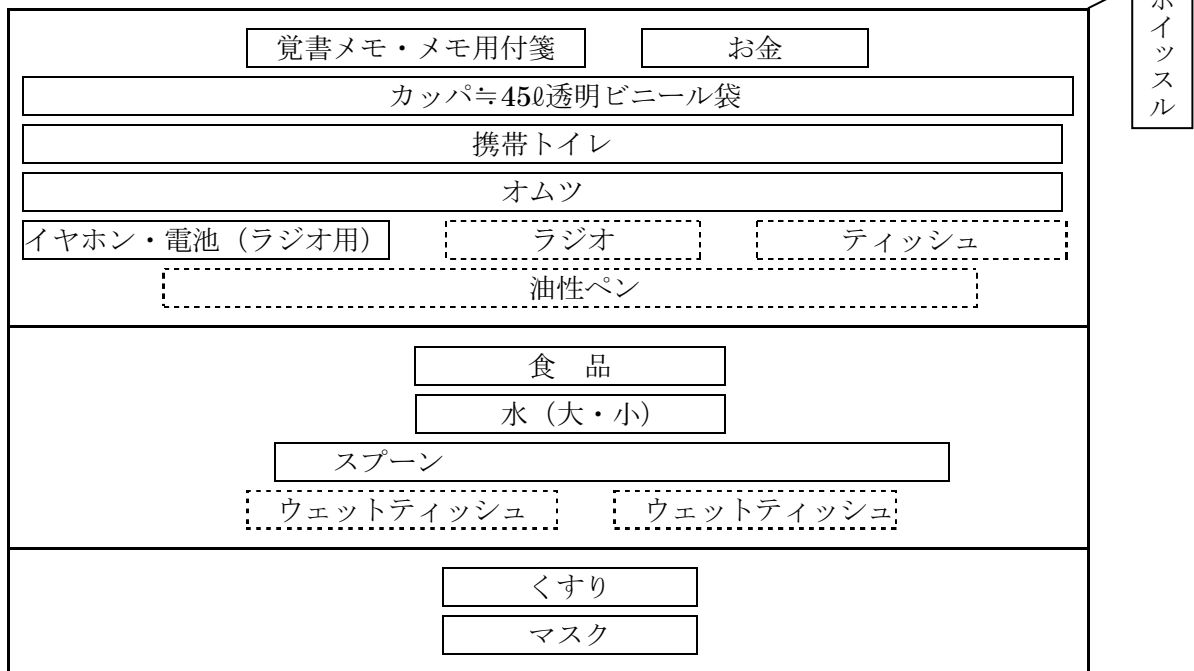 覚書メモ・メモ用付箋
お金
カッパ≒45ℓ透明ビニール袋
携帯トイレ
オムツ
イヤホン・電池（ラジオ用）
ラジオ
ティッシュ
油性ペン
食　品
水（大・小）
スプーン
ウェットティッシュ
ウェットティッシュ
くすり
マスク
ホイッスル